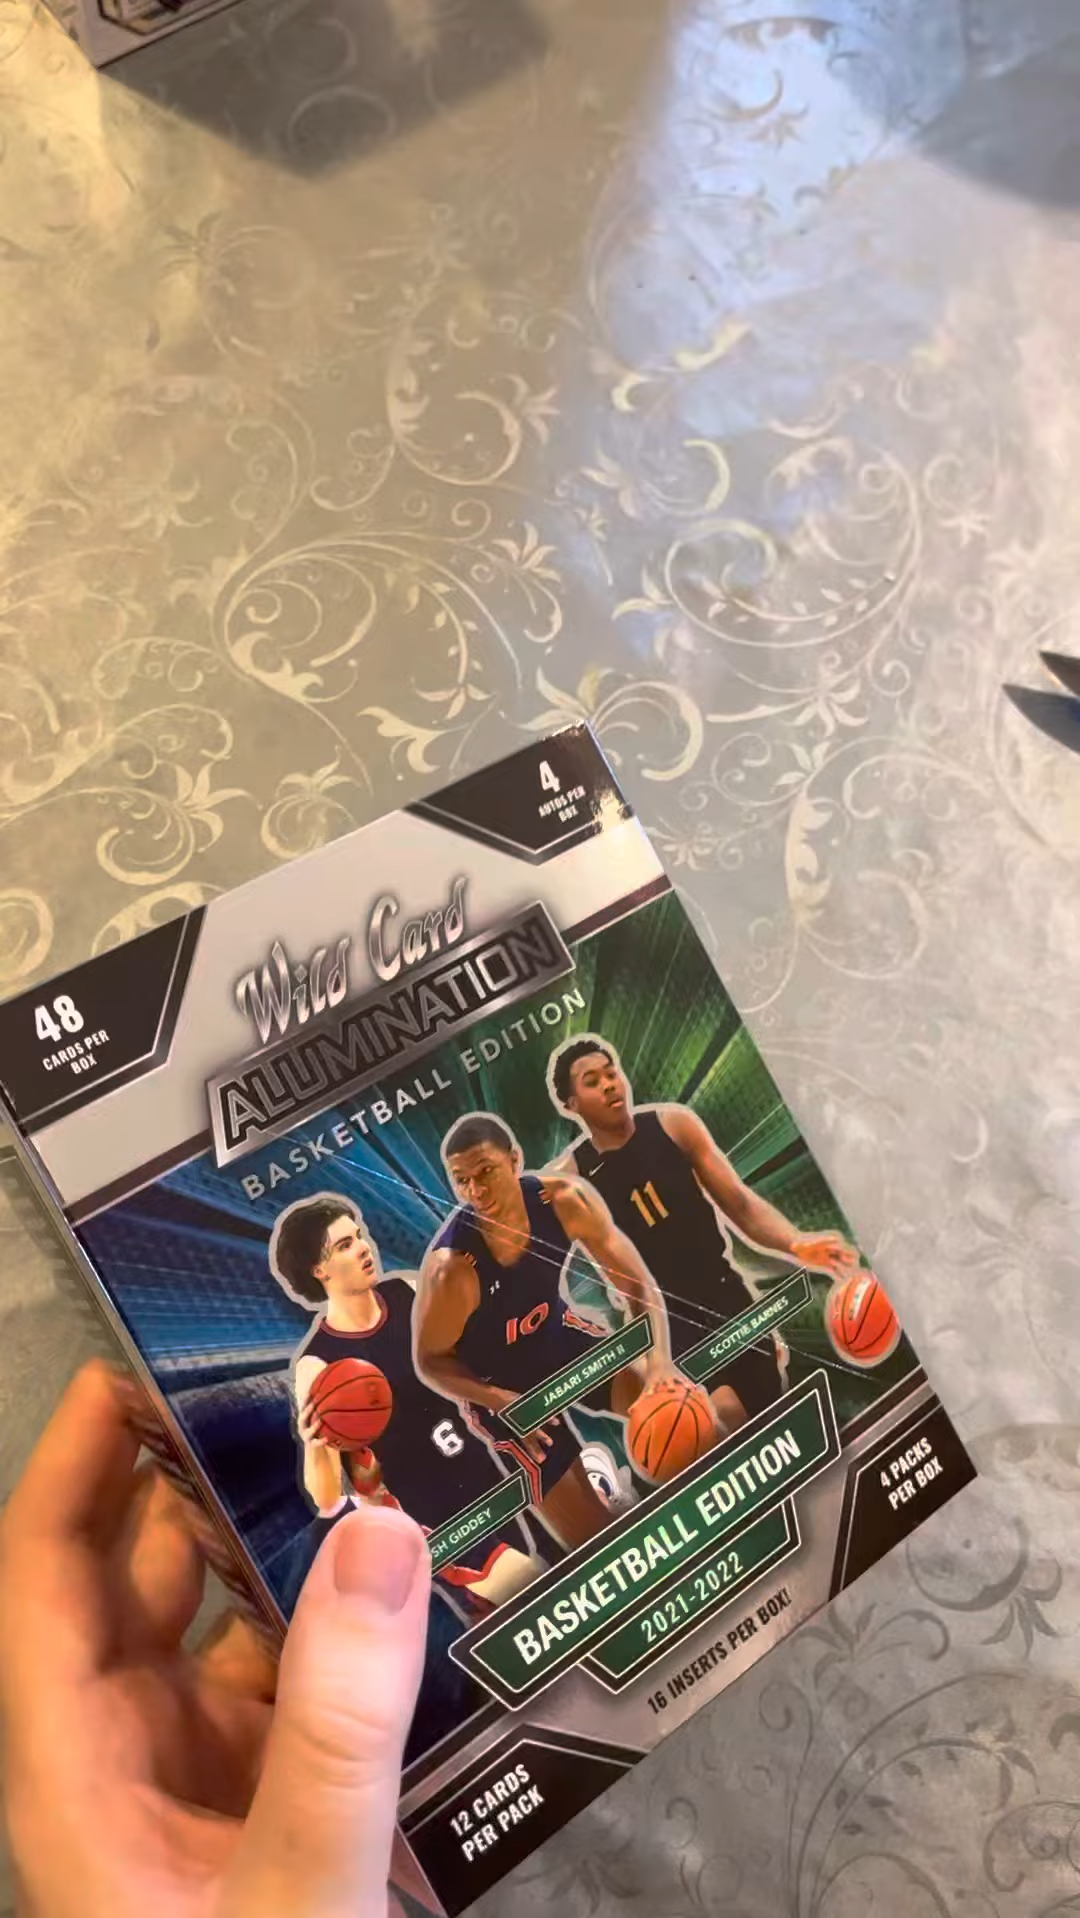 4
AUTOS PER
BOX
48
CARDS PER
BOX
Wild Card
ALUMINATION
BASKETBALL EDITION
11
10
6
SCOTTIE BARNES
JABARI SMITH II
SH GIDDEY
BASKETBALL EDITION
2021-2022
4 PACKS
PER BOX
16 INSERTS PER BOX!
12 CARDS
PER PACK